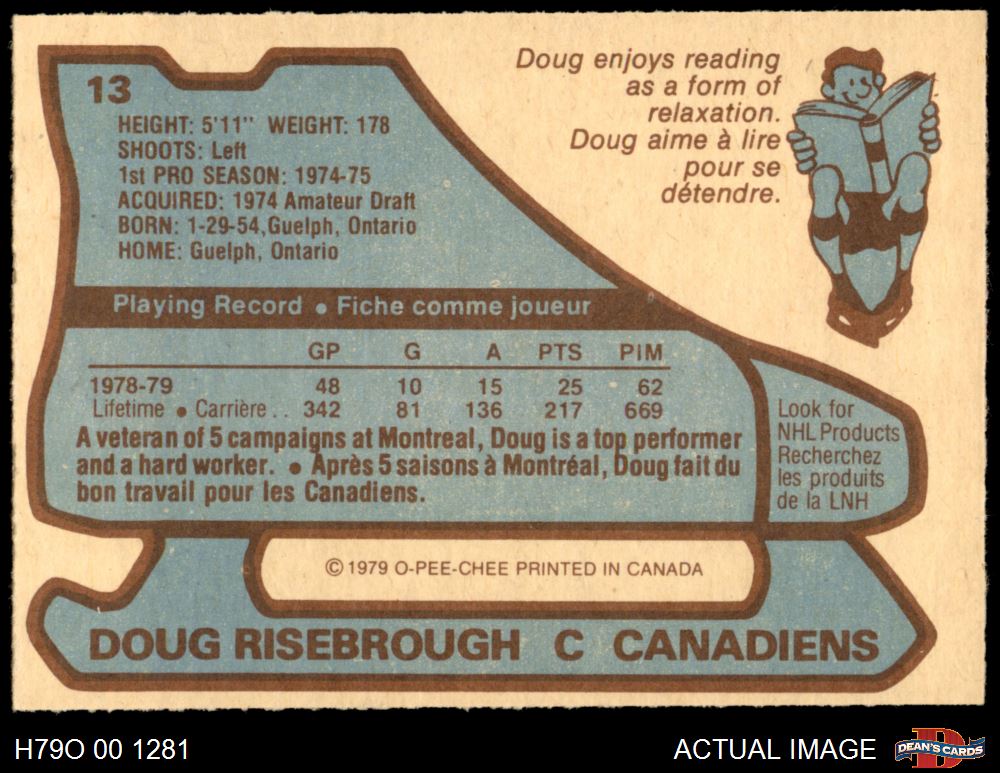 13
HEIGHT: 5'11" WEIGHT: 178
SHOOTS: Left
1st PRO SEASON: 1974-75
ACQUIRED: 1974 Amateur Draft
BORN: 1-29-54,Guelph, Ontario
HOME: Guelph, Ontario
Doug enjoys reading
as a form of
relaxation.
Doug aime à lire
pour se
détendre.
Playing Record • Fiche comme joueur
GP G A PTS PIM
1978-79 48 10 15 25 62
Lifetime • Carrière . . 342 81 136 217 669
A veteran of 5 campaigns at Montreal, Doug is a top performer
and a hard worker. • Après 5 saisons à Montréal, Doug fait du
bon travail pour les Canadiens.
Look for
NHL Products
Recherchez
les produits
de la LNH
© 1979 O-PEE-CHEE PRINTED IN CANADA
DOUG RISEBROUGH C CANADIENS
H79O 00 1281
ACTUAL IMAGE
D
DEAN'S CARDS